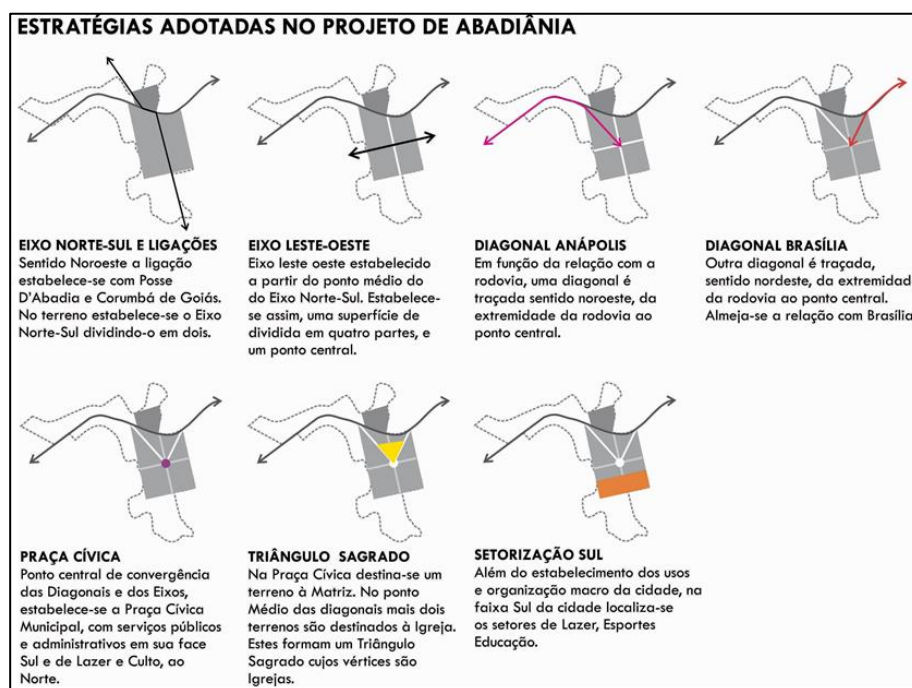 ESTRATÉGIAS ADOTADAS NO PROJETO DE ABADIÂNIA
EIXO NORTE-SUL E LIGAÇÕES
Sentido Noroeste a ligação
estabelece-se com Posse
D'Abadia e Corumbá de Goiás.
No terreno estabelece-se o Eixo
Norte-Sul dividindo-o em dois.
EIXO LESTE-OESTE
Eixo leste oeste estabelecido
a partir do ponto médio do
do Eixo Norte-Sul. Estabelece-
se assim, uma superfície de
dividida em quatro partes, e
um ponto central.
DIAGONAL ANÁPOLIS
Em função da relação com a
rodovia, uma diagonal é
traçada sentido noroeste, da
extremidade da rodovia ao
ponto central.
DIAGONAL BRASÍLIA
Outra diagonal é traçada,
sentido nordeste, da extremidad
da rodovia ao ponto central.
Almeja-se a relação com Brasília
PRAÇA CÍVICA
Ponto central de convergência
das Diagonais e dos Eixos,
estabelece-se a Praça Cívica
Municipal, com serviços públicos
e administrativos em sua face
Sul e de Lazer e Culto, ao
Norte.
TRIÂNGULO SAGRADO
Na Praça Cívica destina-se um
terreno à Matriz. No ponto
Médio das diagonais mais dois
terrenos são destinados à Igreja.
Estes formam um Triângulo
Sagrado cujos vértices são
Igrejas.
SETORIZAÇÃO SUL
Além do estabelecimento dos usos
e organização macro da cidade, na
faixa Sul da cidade localiza-se
os setores de Lazer, Esportes
Educação.